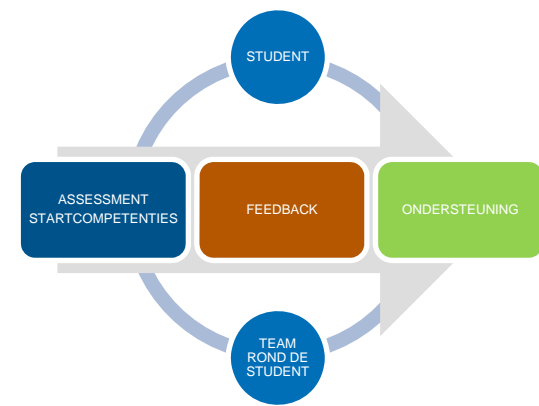 STUDENT
ASSESSMENT
STARTCOMPETENTIES
FEEDBACK
ONDERSTEUNING
TEAM
ROND DE
STUDENT